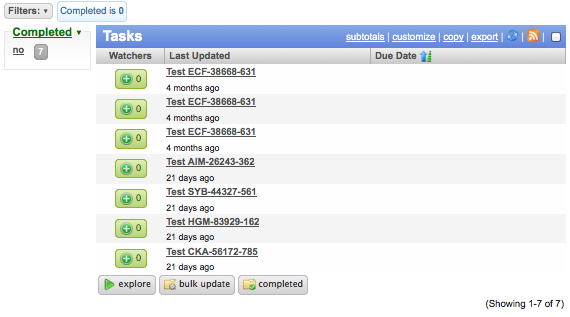 Filters: ▼ Completed is 0
Completed ▼
no 7
Tasks
subtotals | customize | copy | export | | |
Watchers Last Updated Due Date
0 Test ECF-38668-631
4 months ago
0 Test ECF-38668-631
4 months ago
0 Test ECF-38668-631
4 months ago
0 Test AIM-26243-362
21 days ago
0 Test SYB-44327-561
21 days ago
0 Test HGM-83929-162
21 days ago
0 Test CKA-56172-785
21 days ago
explore bulk update completed
(Showing 1-7 of 7)